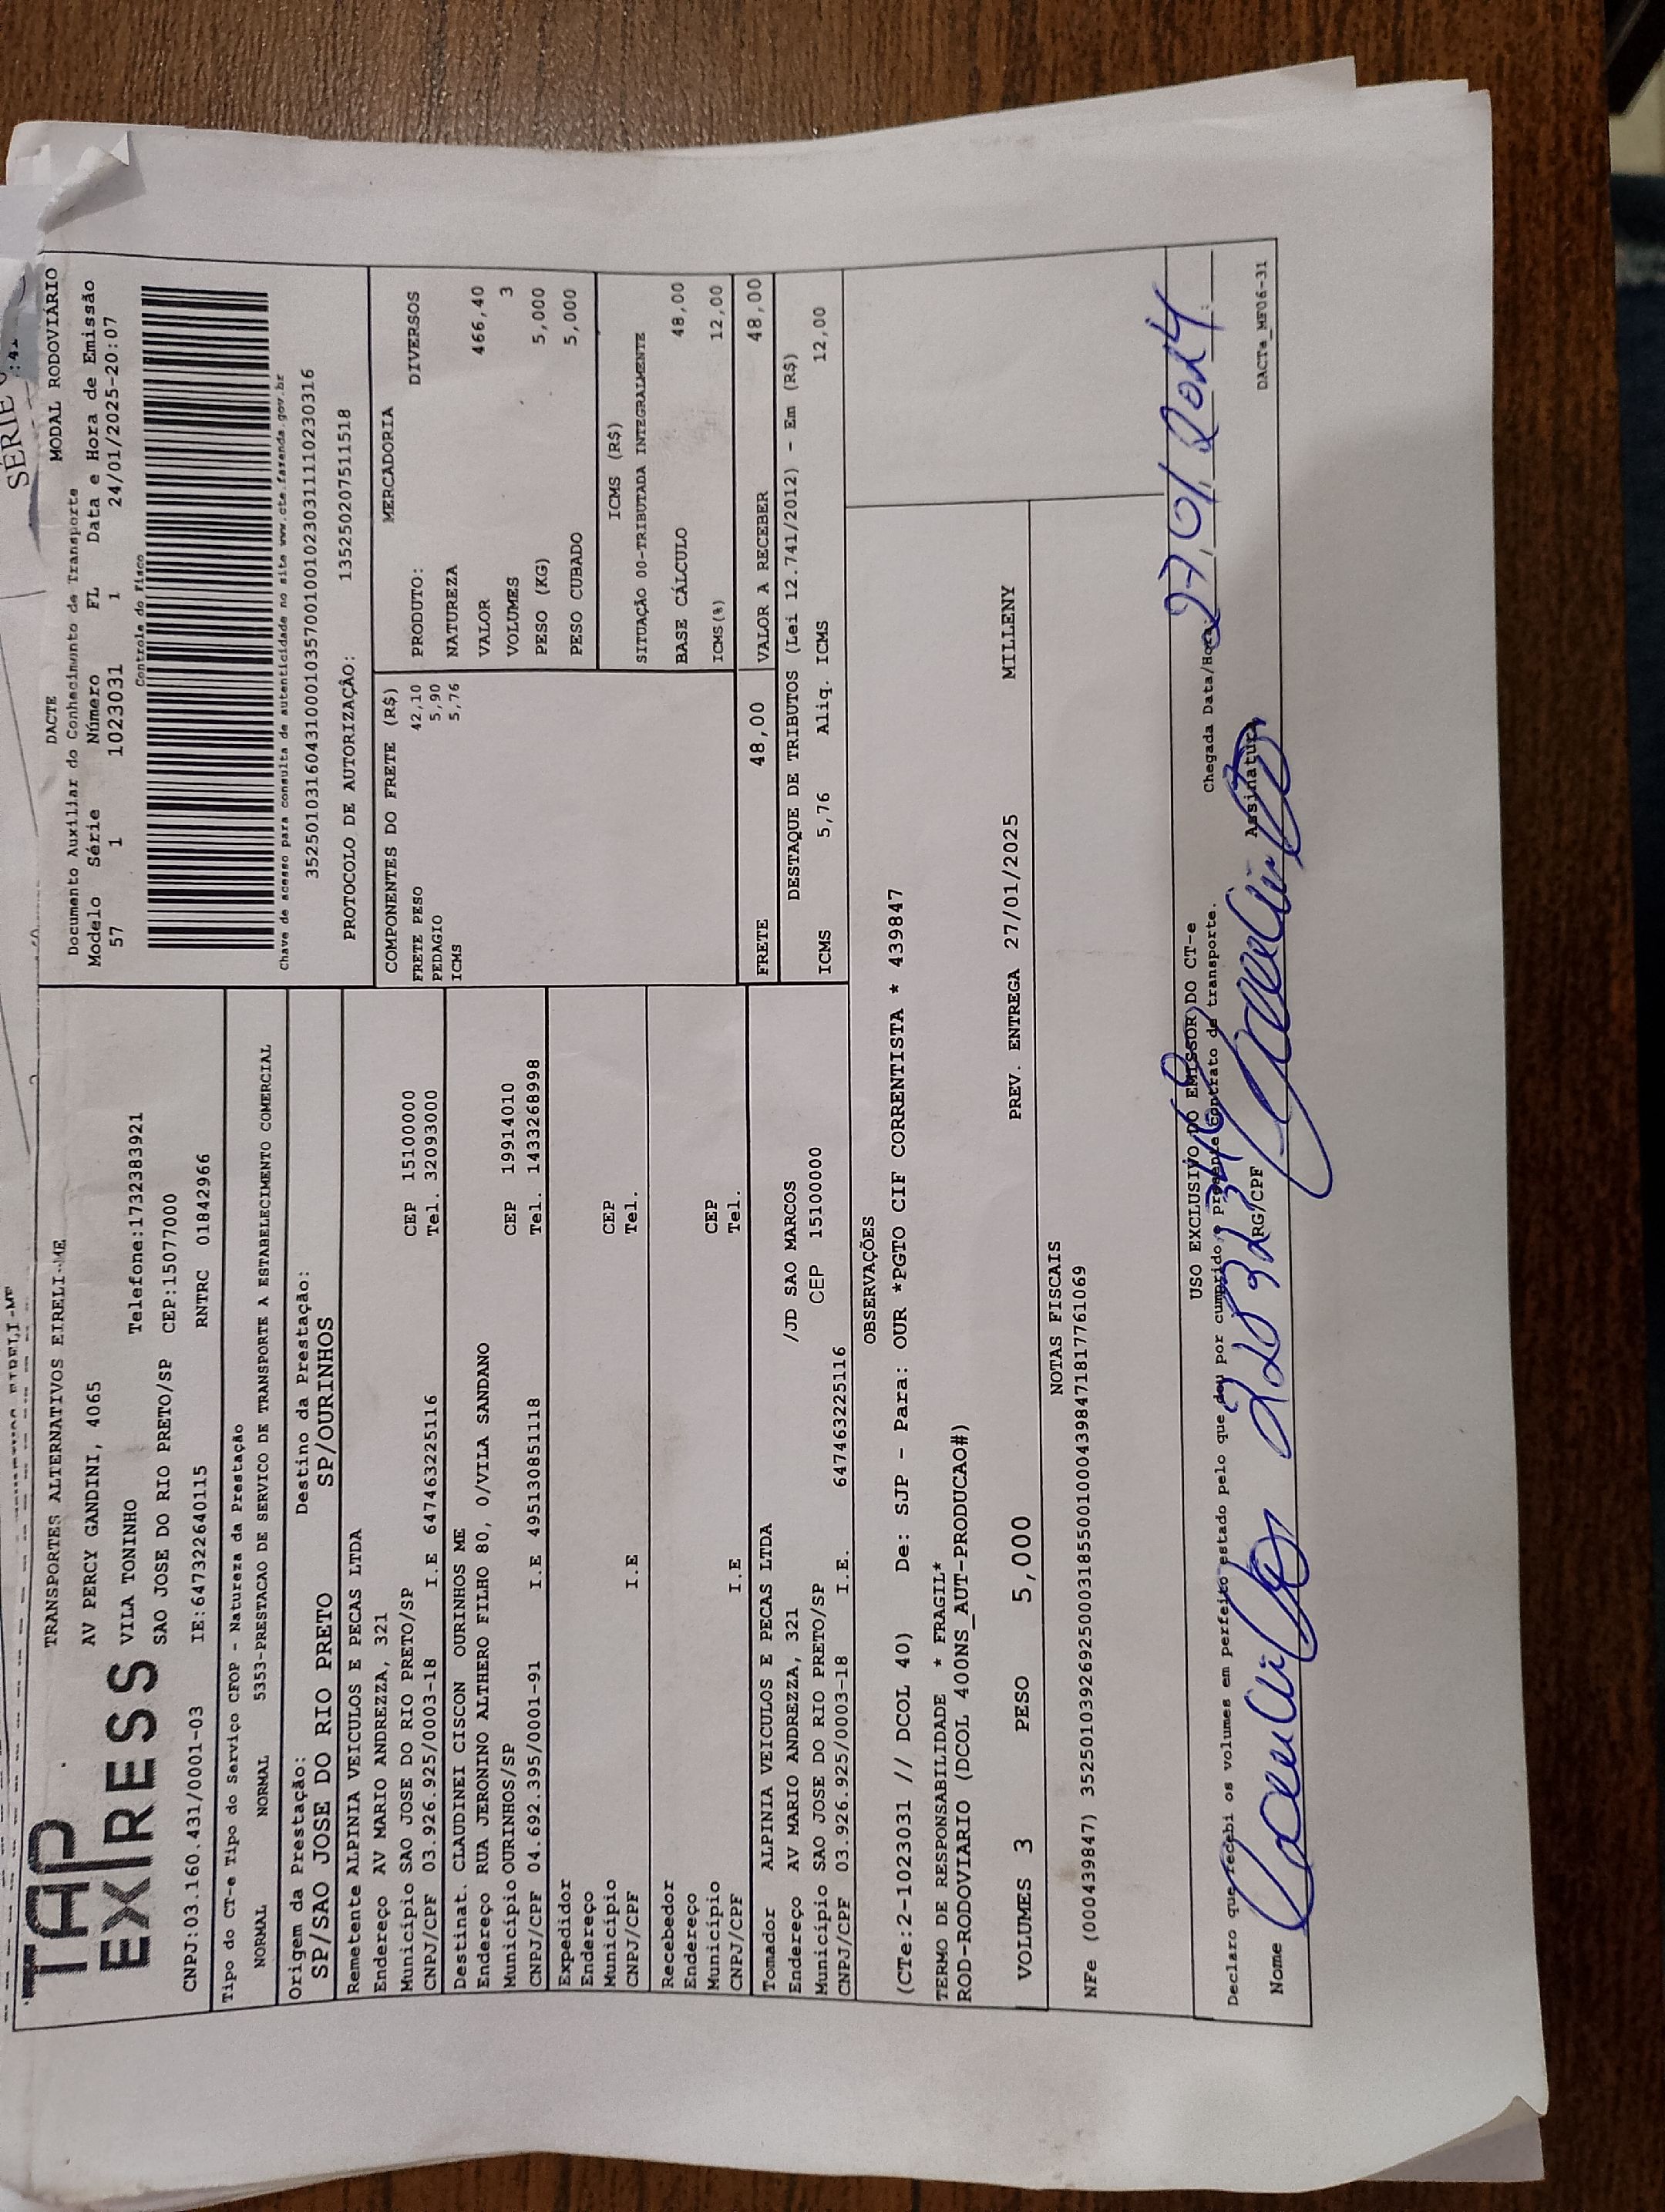 SÉRIE
TAP
EXPRESS
TRANSPORTES ALTERNATIVOS EIRELI-ME
AV PERCY GANDINI, 4065
VILA TONINHO Telefone:1732383921
SAO JOSE DO RIO PRETO/SP CEP:15077000
CNPJ:03.160.431/0001-03 IE:647322640115 RNTRC 01842966
DACTE MODAL RODOVIÁRIO
Documento Auxiliar do Conhecimento de Transporte
Modelo Série Número FL Data e Hora de Emissão
57 1 1023031 1 24/01/2025-20:07
Controle do Fisco
Chave de acesso para consulta de autenticidade no site www.cte.fazenda.gov.br
35250103160431000103570010010230311110230316
PROTOCOLO DE AUTORIZAÇÃO: 135250207511518
Tipo do CT-e Tipo do Serviço CFOP - Natureza da Prestação
NORMAL NORMAL 5353-PRESTACAO DE SERVICO DE TRANSPORTE A ESTABELECIMENTO COMERCIAL
Origem da Prestação: Destino da Prestação:
SP/SAO JOSE DO RIO PRETO SP/OURINHOS
Remetente ALPINIA VEICULOS E PECAS LTDA
Endereço AV MARIO ANDREZZA, 321
Município SAO JOSE DO RIO PRETO/SP CEP 15100000
CNPJ/CPF 03.926.925/0003-18 I.E 647463225116 Tel. 32093000
Destinat. CLAUDINEI CISCON OURINHOS ME
Endereço RUA JERONINO ALTHERO FILHO 80, 0/VILA SANDANO
Município OURINHOS/SP CEP 19914010
CNPJ/CPF 04.692.395/0001-91 I.E 495130851118 Tel. 1433268998
Expedidor
Endereço
Município CEP
CNPJ/CPF I.E Tel.
Recebedor
Endereço
Município CEP
CNPJ/CPF I.E Tel.
Tomador ALPINIA VEICULOS E PECAS LTDA
Endereço AV MARIO ANDREZZA, 321 /JD SAO MARCOS
Município SAO JOSE DO RIO PRETO/SP CEP 15100000
CNPJ/CPF 03.926.925/0003-18 I.E. 647463225116
COMPONENTES DO FRETE (R$)
FRETE PESO 42,10
PEDAGIO 5,90
ICMS 5,76
MERCADORIA
PRODUTO: DIVERSOS
NATUREZA
VALOR 466,40
VOLUMES 3
PESO (KG) 5,000
PESO CUBADO 5,000
ICMS (R$)
SITUAÇÃO 00-TRIBUTADA INTEGRALMENTE
BASE CÁLCULO 48,00
ICMS(%) 12,00
FRETE 48,00 VALOR A RECEBER 48,00
DESTAQUE DE TRIBUTOS (Lei 12.741/2012) - Em (R$)
ICMS 5,76 Aliq. ICMS 12,00
OBSERVAÇÕES
(CTe:2-1023031 // DCOL 40) De: SJP - Para: OUR *PGTO CIF CORRENTISTA * 439847
TERMO DE RESPONSABILIDADE * FRAGIL*
ROD-RODOVIARIO (DCOL 400NS_AUT-PRODUCAO#)
VOLUMES 3 PESO 5,000 PREV. ENTREGA 27/01/2025 MILLENY
NOTAS FISCAIS
NFe (000439847) 35250103926925000318550010004398471817761069
USO EXCLUSIVO DO EMISSOR DO CT-e
Declaro que recebi os volumes em perfeito estado pelo que dou por cumprido o presente contrato de transporte.
Chegada Data/Hora 27/01/2024
Nome RG/CPF Assinatura
DACTe_MF06-31